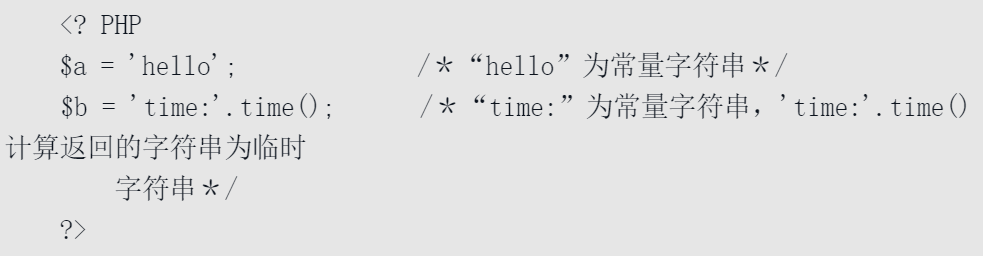 <? PHP
$a = 'hello'; /*“hello”为常量字符串*/
$b = 'time:'.time(); /*“time:”为常量字符串，'time:'.time()
计算返回的字符串为临时
字符串*/
?>